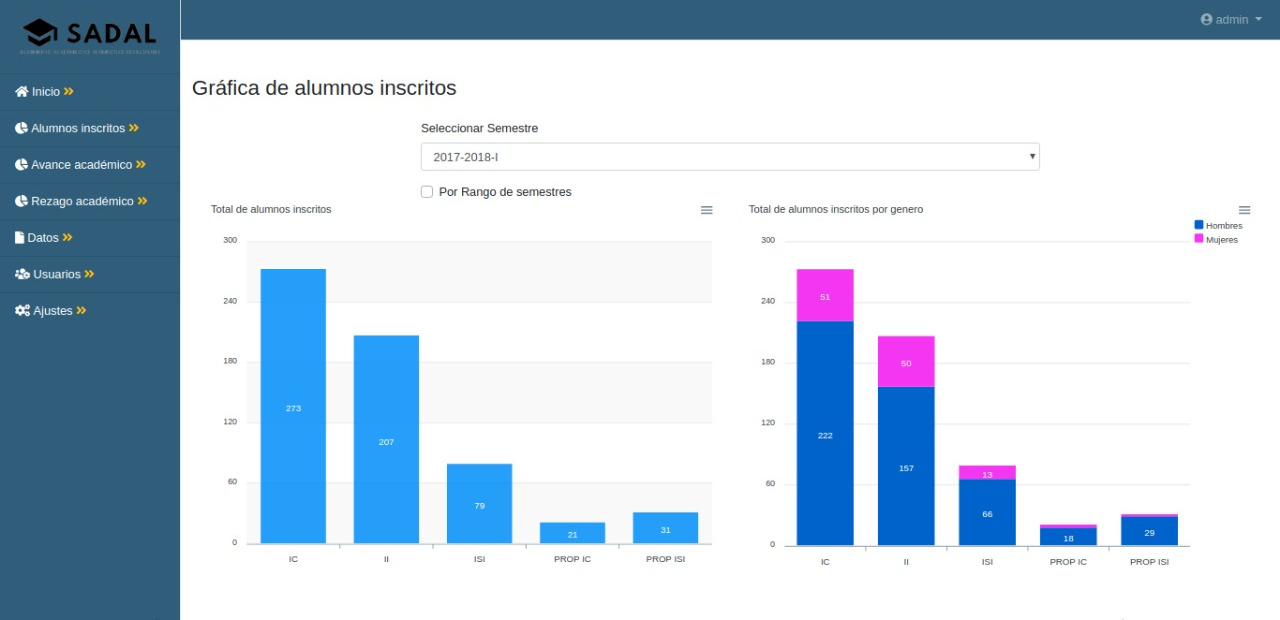 SADAL
admin
Inicio
Alumnos inscritos
Avance académico
Rezago académico
Datos
Usuarios
Ajustes
Gráfica de alumnos inscritos
Seleccionar Semestre
2017-2018-I
Por Rango de semestres
Total de alumnos inscritos
300
240
180
120
60
0
273
207
79
21
31
IC
II
ISI
PROP IC
PROP ISI
Total de alumnos inscritos por genero
Hombres
Mujeres
300
240
180
120
60
0
51
50
13
222
157
66
18
29
IC
II
ISI
PROP IC
PROP ISI